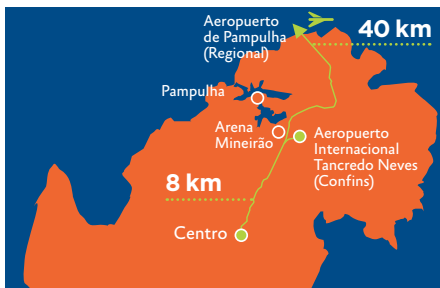 Aeropuerto
de Pampulha
(Regional)
40 km
Pampulha
Arena
Mineirão
Aeropuerto
Internacional
Tancredo Neves
(Confins)
8 km
Centro